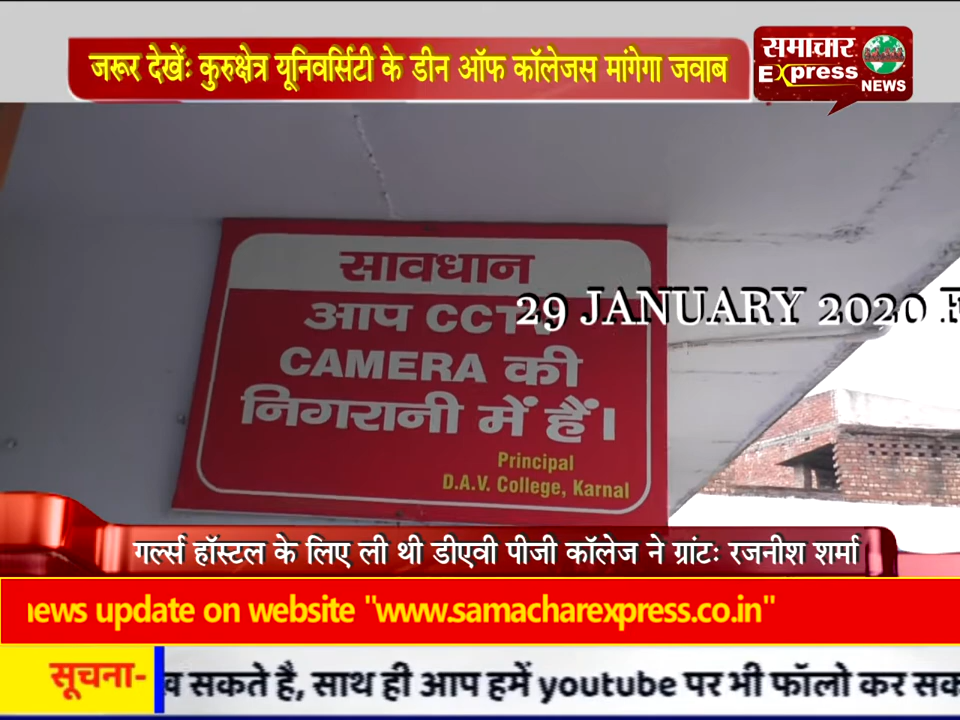 जरूर देखें: कुरुक्षेत्र यूनिवर्सिटी के डीन ऑफ कॉलेजस मांगेगा जवाब
समाचार
Express
NEWS
सावधान
आप CCTV
29 JANUARY 2020
CAMERA की
निगरानी में हैं।
Principal
D.A.V. College, Karnal
गर्ल्स हॉस्टल के लिए ली थी डीएवी पीजी कॉलेज ने ग्रांट: रजनीश शर्मा
news update on website "www.samacharexpress.co.in"
सूचना- सकते है, साथ ही आप हमें youtube पर भी फॉलो कर